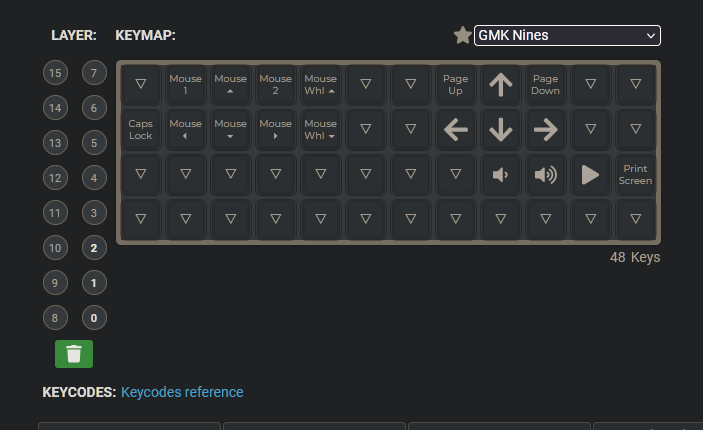 LAYER: KEYMAP: GMK Nines
15 7
14 6
13 5
12 4
11 3
10 2
9 1
8 0
Mouse 1 Mouse Mouse 2 Mouse Whl Page Up Page Down
Caps Lock Mouse Mouse Mouse Mouse Whl
Print Screen
48 Keys
KEYCODES: Keycodes reference